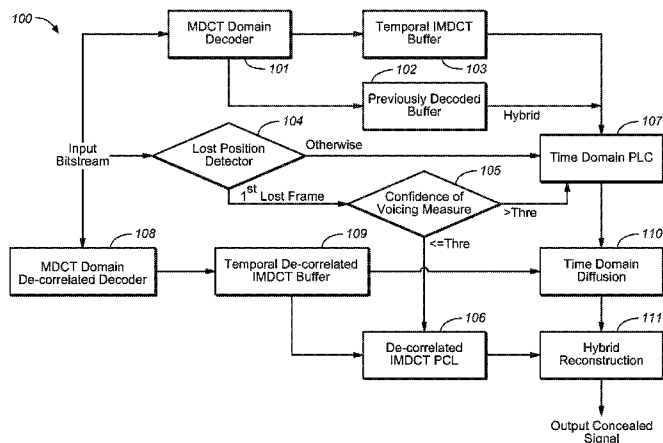 100
MDCT Domain
Decoder
101
Temporal IMDCT
Buffer
103
102
Previously Decoded
Buffer
Hybrid
104
Lost Position
Detector
Otherwise
107
Time Domain PLC
Input
Bitstream
1st Lost Frame
105
Confidence of
Voicing Measure
>Thre
<=Thre
108
MDCT Domain
De-correlated Decoder
109
Temporal De-correlated
IMDCT Buffer
110
Time Domain
Diffusion
106
De-correlated
IMDCT PCL
111
Hybrid
Reconstruction
Output Concealed
Signal